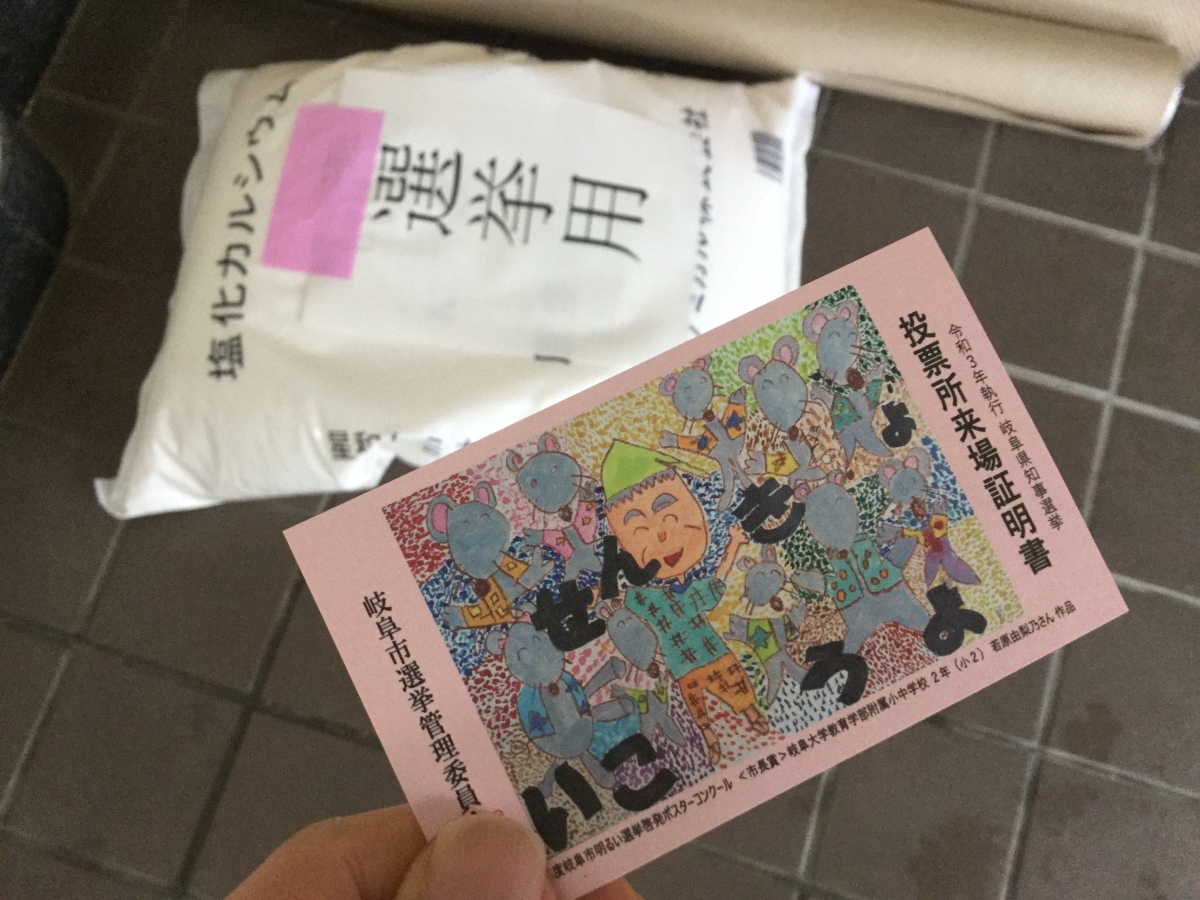 塩化カルシウム
選挙用
令和3年執行 岐阜県知事選挙
投票所来場証明書
せんきょ
いこうよ
度岐阜市明るい選挙啓発ポスターコンクール <市長賞>岐阜大学教育学部附属小中学校 2年(小2) 若原由梨乃さん 作品
岐阜市選挙管理委員